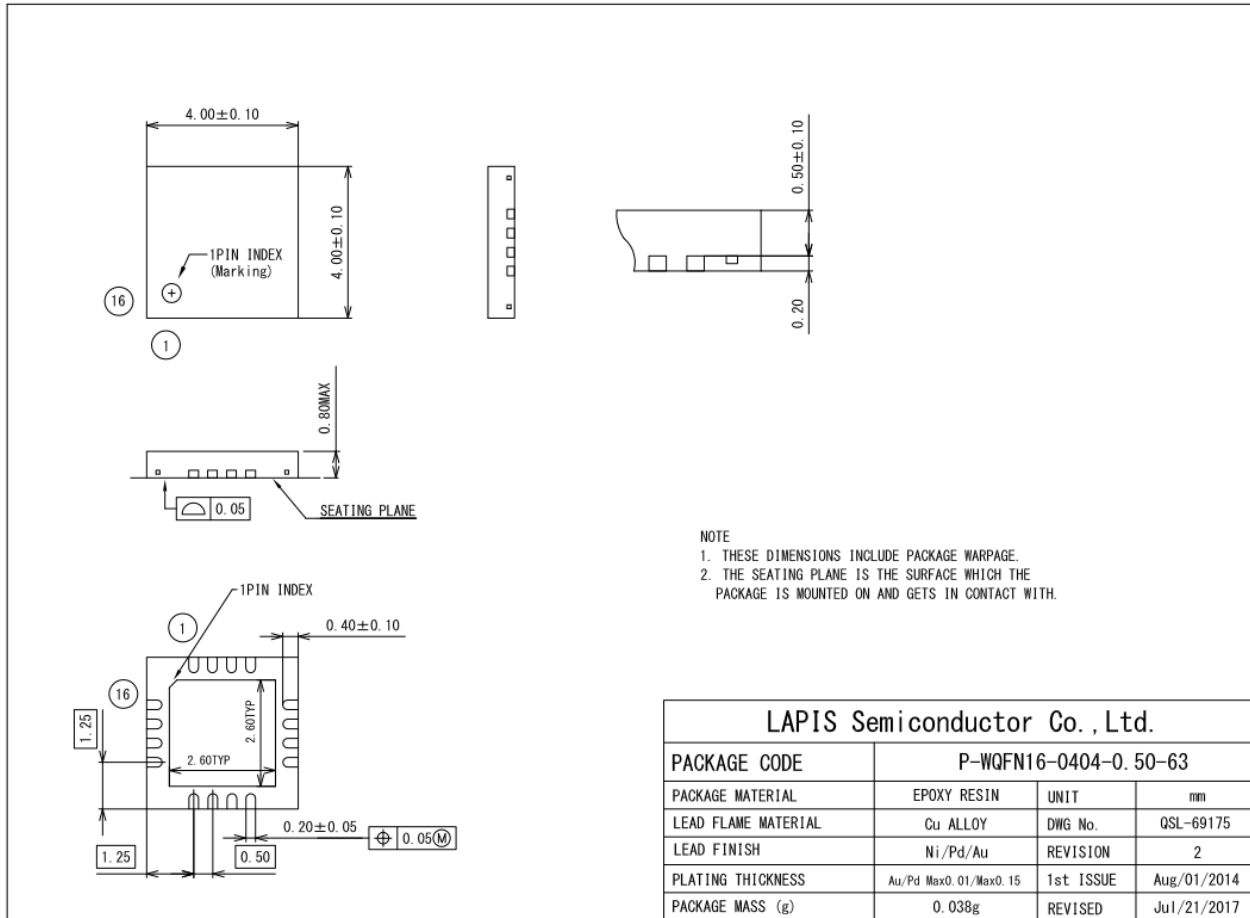 4.00±0.10
4.00±0.10
1PIN INDEX
(Marking)
16
1
0.50±0.10
0.20
0.80MAX
0.05
SEATING PLANE
NOTE
1. THESE DIMENSIONS INCLUDE PACKAGE WARPAGE.
2. THE SEATING PLANE IS THE SURFACE WHICH THE
PACKAGE IS MOUNTED ON AND GETS IN CONTACT WITH.
1PIN INDEX
1
0.40±0.10
16
1.25
2.60TYP
2.60TYP
0.20±0.05
0.05Ⓜ
1.25
0.50
LAPIS Semiconductor Co.,Ltd.
PACKAGE CODE P-WQFN16-0404-0.50-63
PACKAGE MATERIAL EPOXY RESIN UNIT mm
LEAD FLAME MATERIAL Cu ALLOY DWG No. QSL-69175
LEAD FINISH Ni/Pd/Au REVISION 2
PLATING THICKNESS Au/Pd Max0.01/Max0.15 1st ISSUE Aug/01/2014
PACKAGE MASS (g) 0.038g REVISED Jul/21/2017